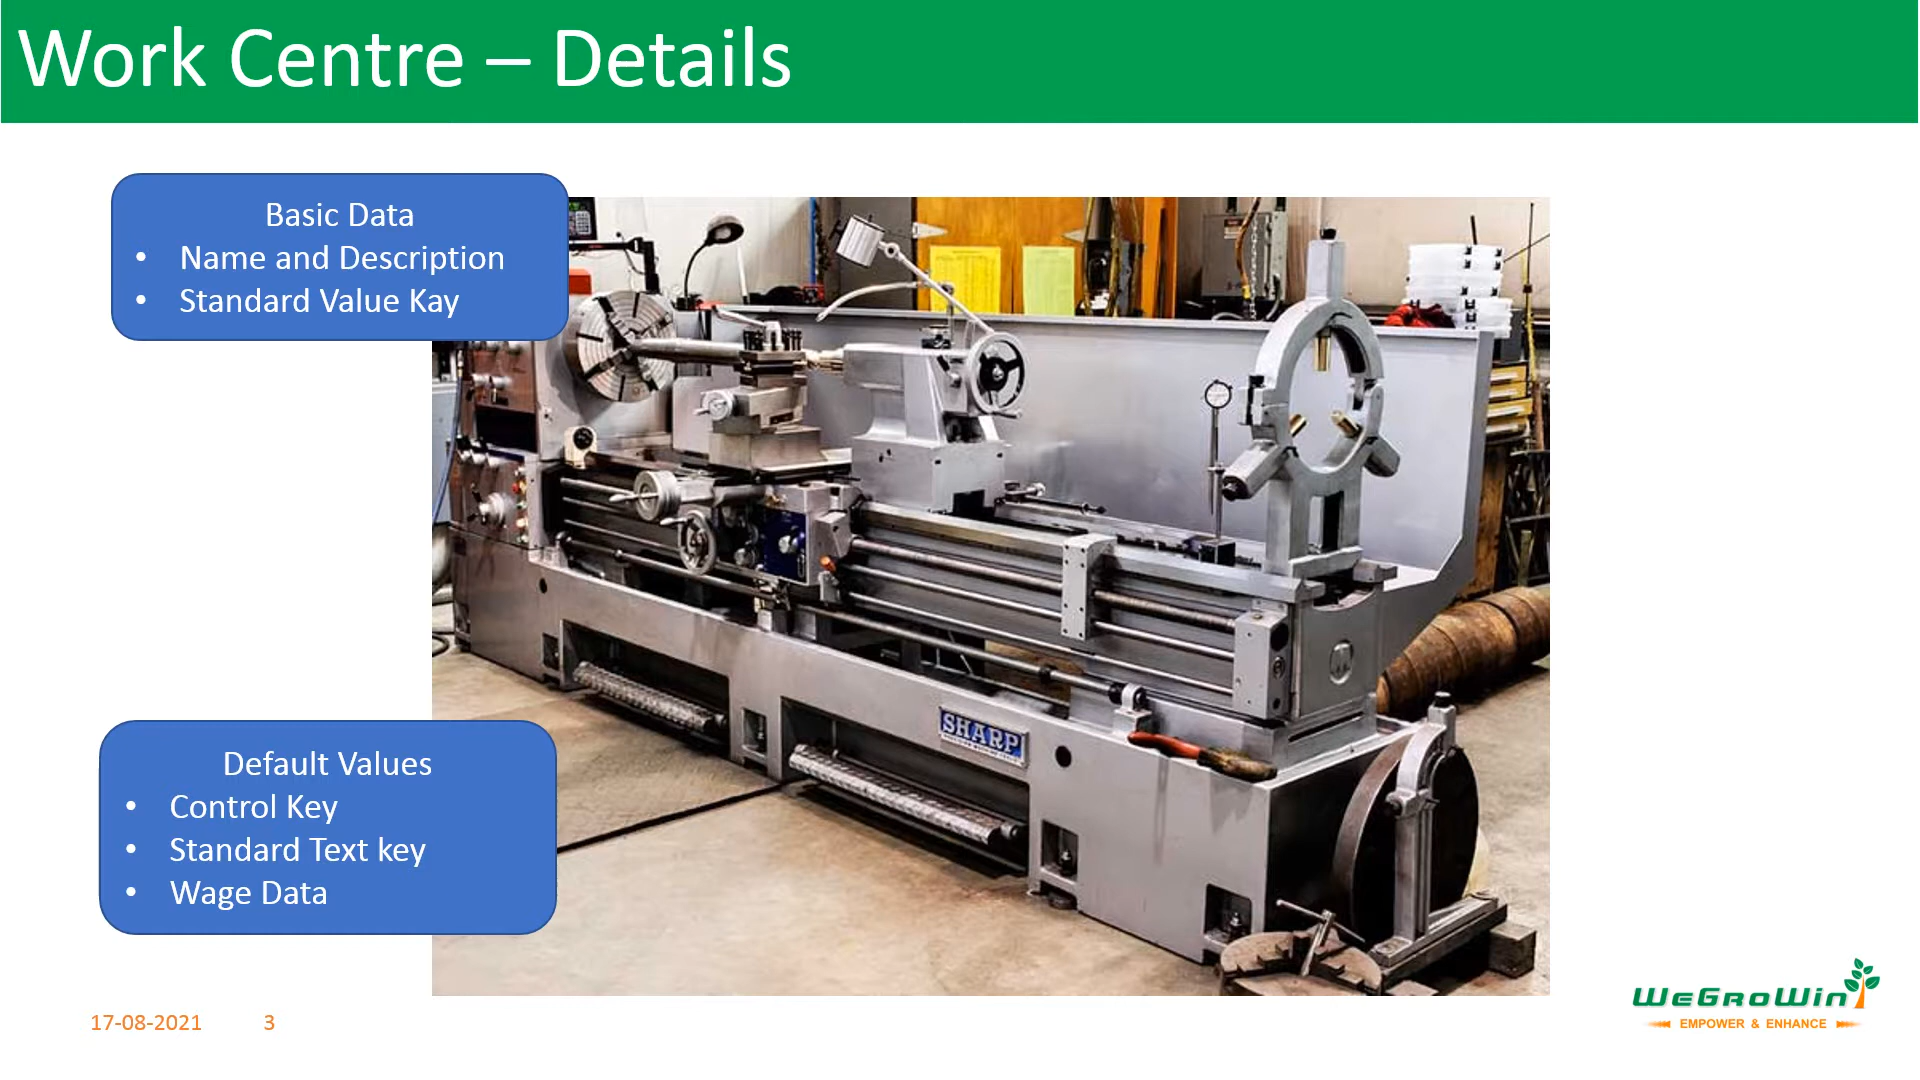 Work Centre – Details
Basic Data
• Name and Description
• Standard Value Kay
SHARP
Default Values
• Control Key
• Standard Text key
• Wage Data
17-08-2021 3
WeGroWin
EMPOWER & ENHANCE